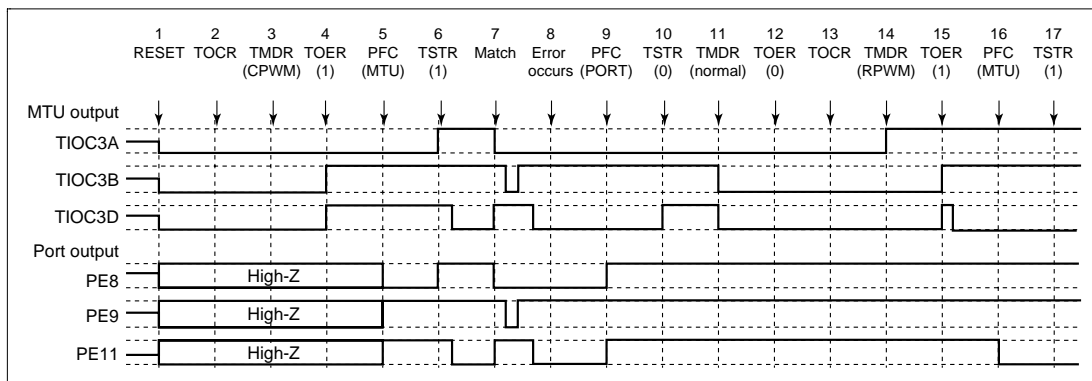 1 2 3 4 5 6 7 8 9 10 11 12 13 14 15 16 17
RESET TOCR TMDR TOER PFC TSTR Match Error PFC TSTR TMDR TOER TOCR TMDR TOER PFC TSTR
(CPWM) (1) (MTU) (1) occurs (PORT) (0) (normal) (0) (RPWM) (1) (MTU) (1)
MTU output
TIOC3A
TIOC3B
TIOC3D
Port output
PE8 High-Z
PE9 High-Z
PE11 High-Z